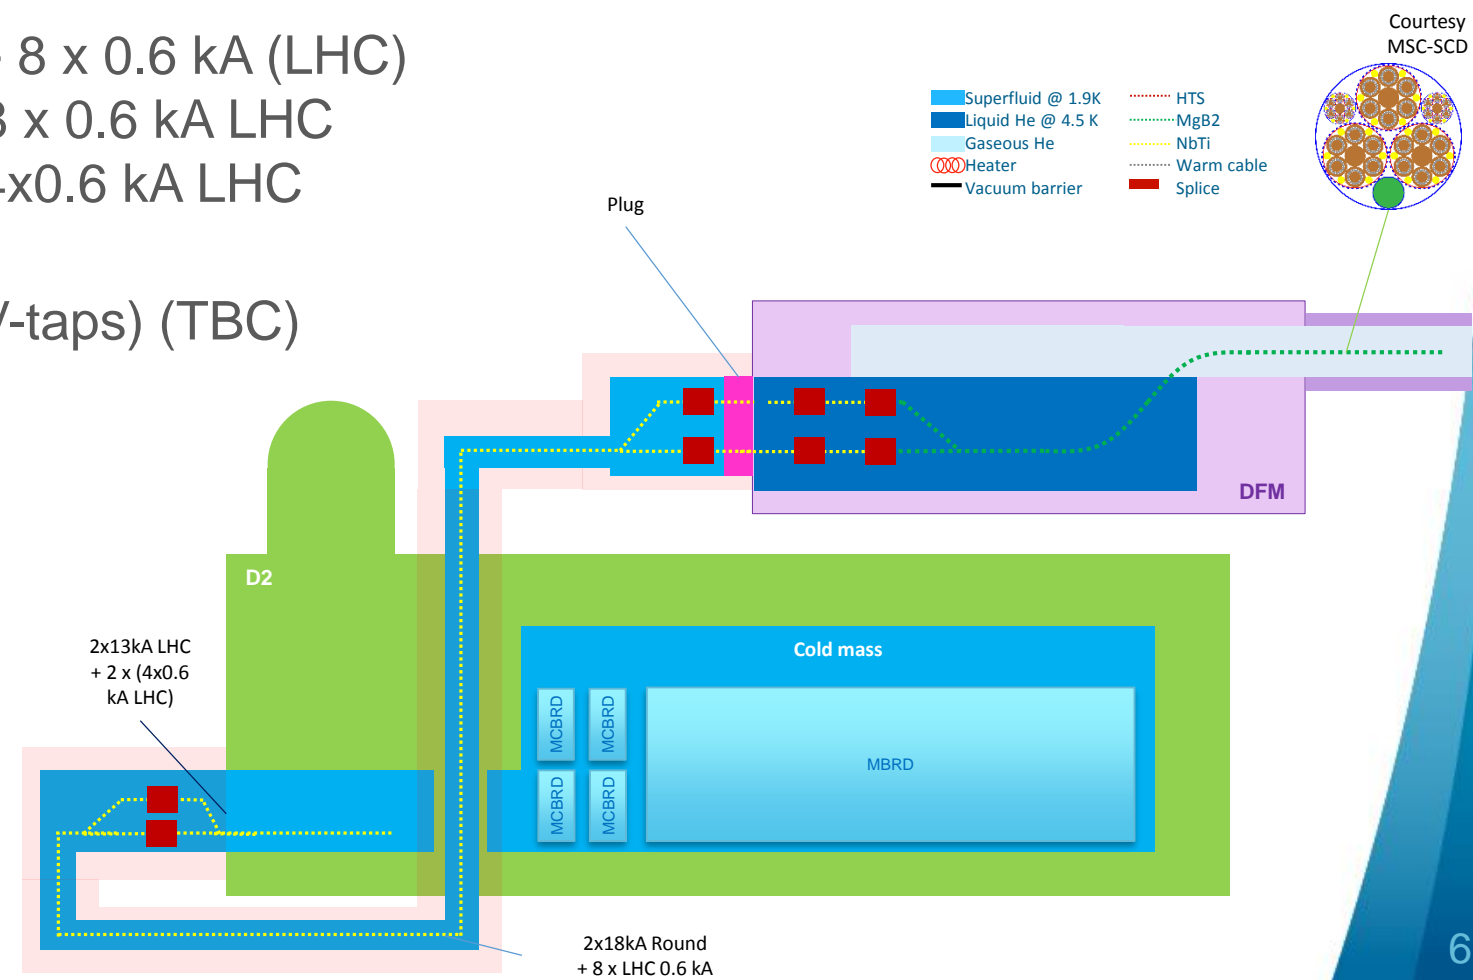 8 x 0.6 kA (LHC)
x 0.6 kA LHC
x0.6 kA LHC
-taps) (TBC)
Courtesy
MSC-SCD
Superfluid @ 1.9K
Liquid He @ 4.5 K
Gaseous He
Heater
Vacuum barrier
HTS
MgB2
NbTi
Warm cable
Splice
Plug
DFM
D2
2x13kA LHC
+ 2 x (4x0.6
kA LHC)
Cold mass
MCBRD
MCBRD
MCBRD
MCBRD
MBRD
2x18kA Round
+ 8 x LHC 0.6 kA
6